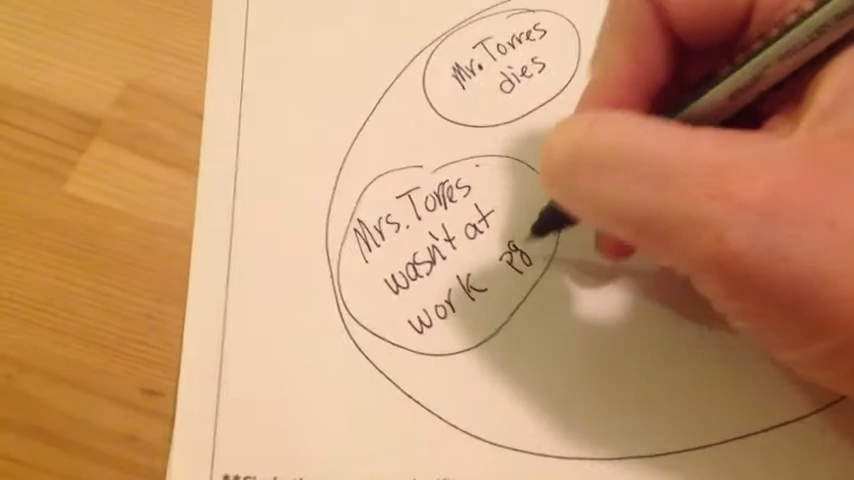 Mr. Torres
dies
Mrs. Torres
wasn't at
work pg